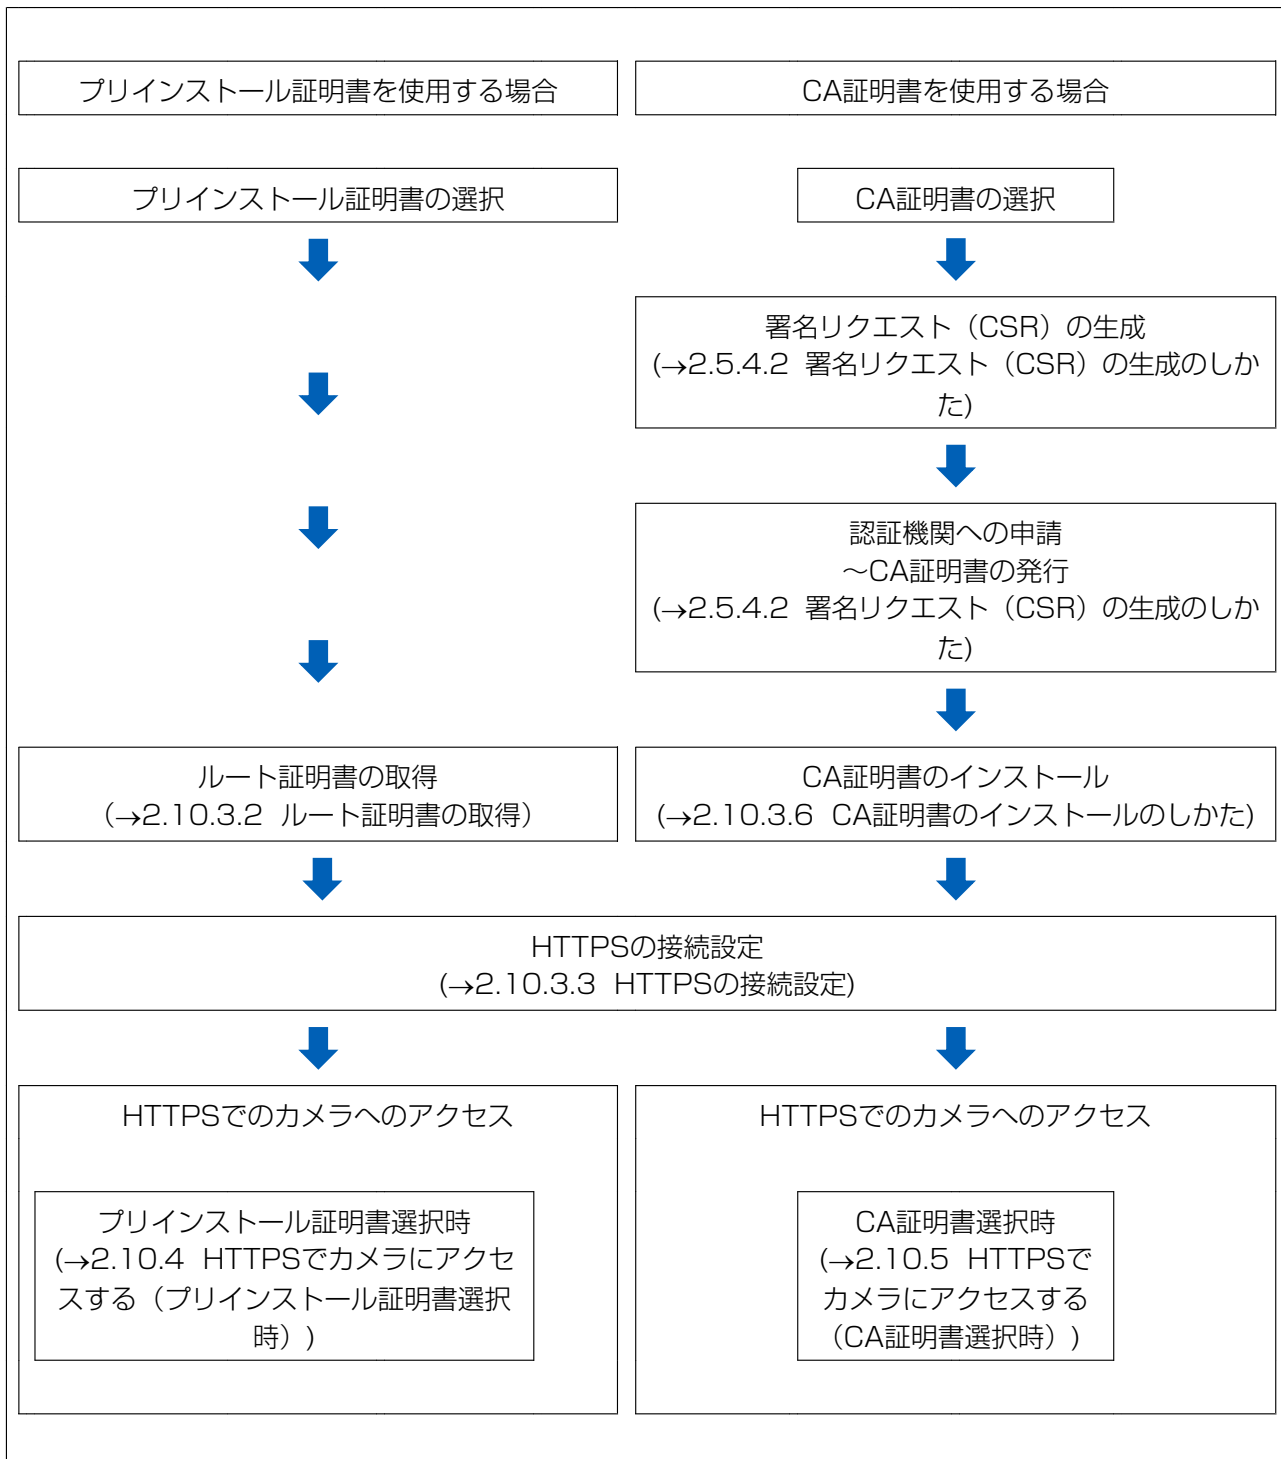 プリインストール証明書を使用する場合
CA証明書を使用する場合
プリインストール証明書の選択
CA証明書の選択
署名リクエスト（CSR）の生成
(→2.5.4.2 署名リクエスト（CSR）の生成のしか
た)
認証機関への申請
～CA証明書の発行
(→2.5.4.2 署名リクエスト（CSR）の生成のしか
た)
ルート証明書の取得
（→2.10.3.2 ルート証明書の取得）
CA証明書のインストール
(→2.10.3.6 CA証明書のインストールのしかた)
HTTPSの接続設定
(→2.10.3.3 HTTPSの接続設定)
HTTPSでのカメラへのアクセス
プリインストール証明書選択時
(→2.10.4 HTTPSでカメラにアクセ
スする（プリインストール証明書選択
時）)
HTTPSでのカメラへのアクセス
CA証明書選択時
(→2.10.5 HTTPSで
カメラにアクセスする
（CA証明書選択時）)